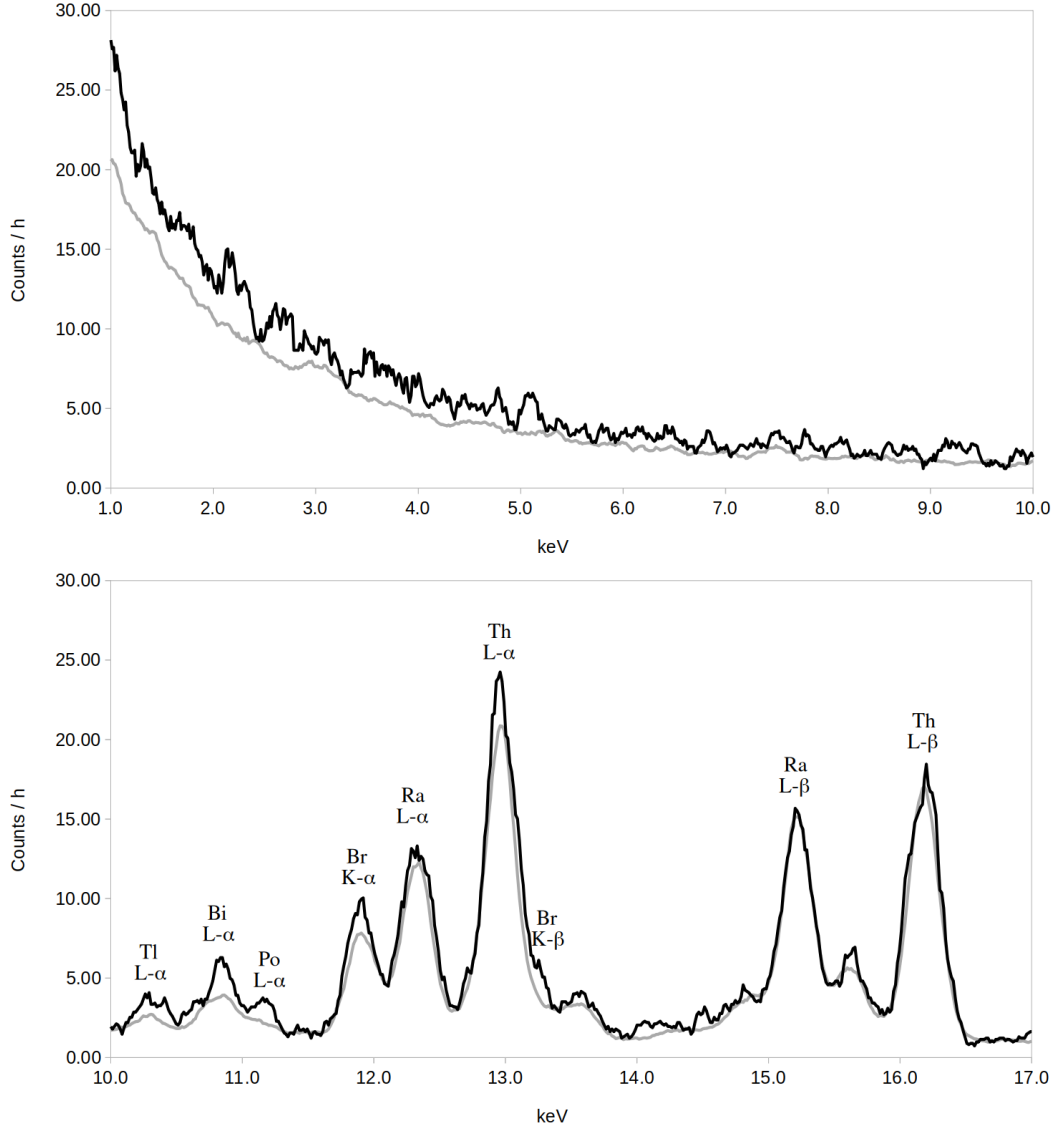 30.00
25.00
20.00
15.00
10.00
5.00
0.00
Counts / h
1.0 2.0 3.0 4.0 5.0 6.0 7.0 8.0 9.0 10.0
keV
30.00
25.00
20.00
15.00
10.00
5.00
0.00
Counts / h
Th
L-α
Th
L-β
Ra
L-β
Ra
L-α
Br
K-α
Bi
L-α
Br
K-β
Tl
L-α
Po
L-α
10.0 11.0 12.0 13.0 14.0 15.0 16.0 17.0
keV